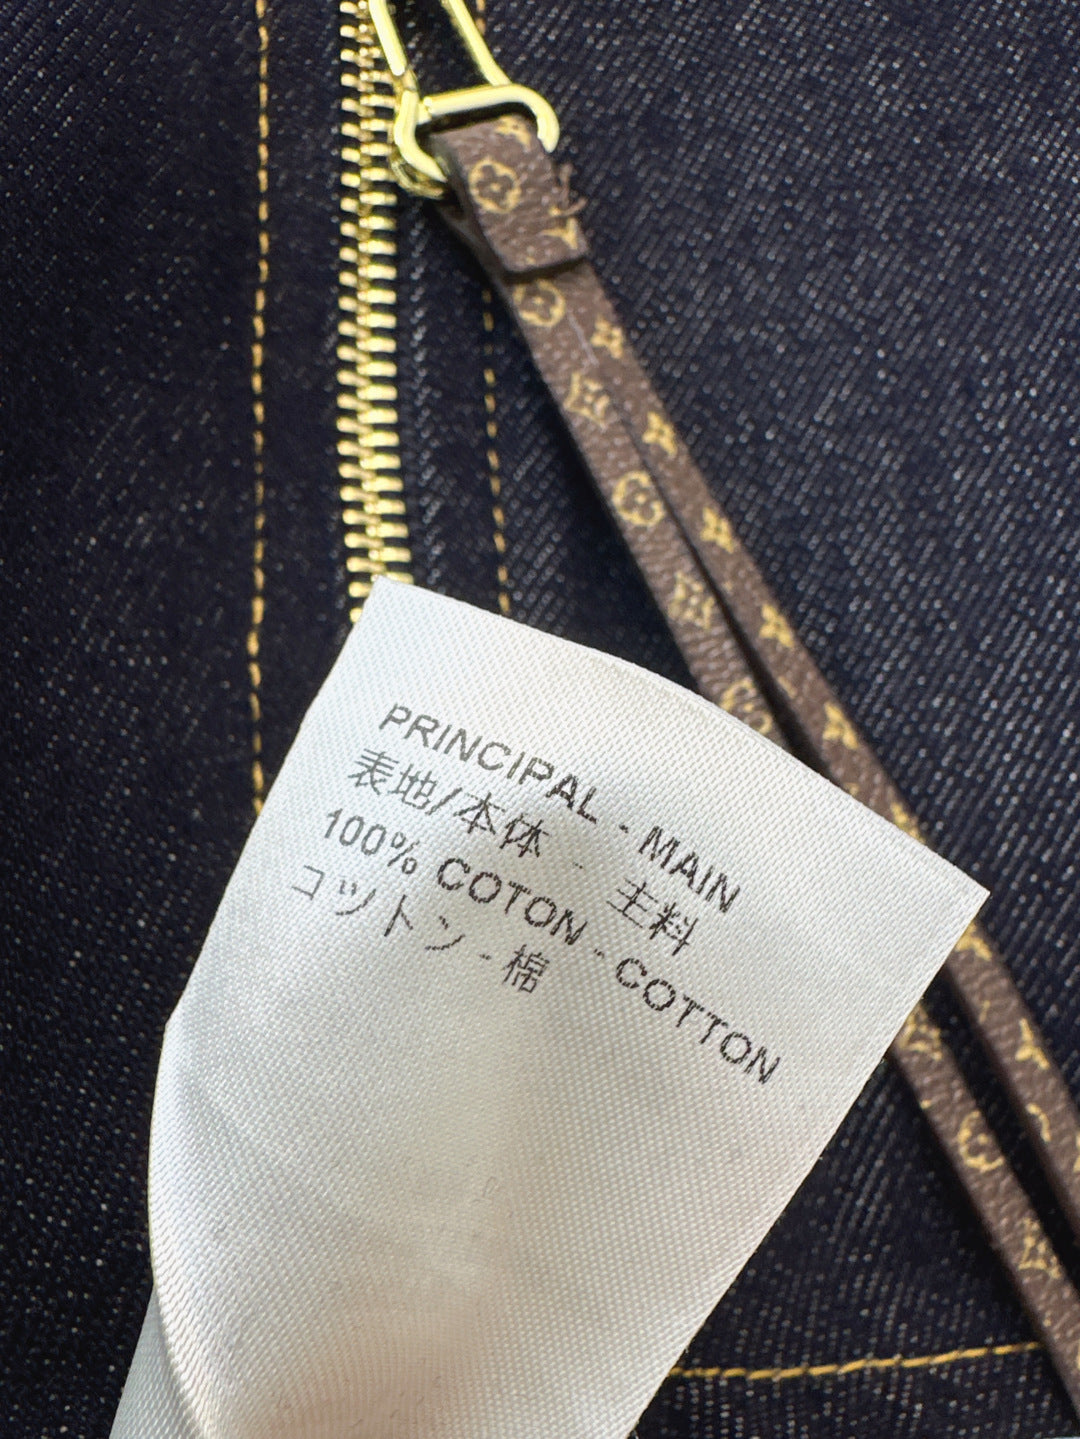 PRINCIPAL - MAIN
表地/本体 - 主料
100% COTON - COTTON
コットン - 棉